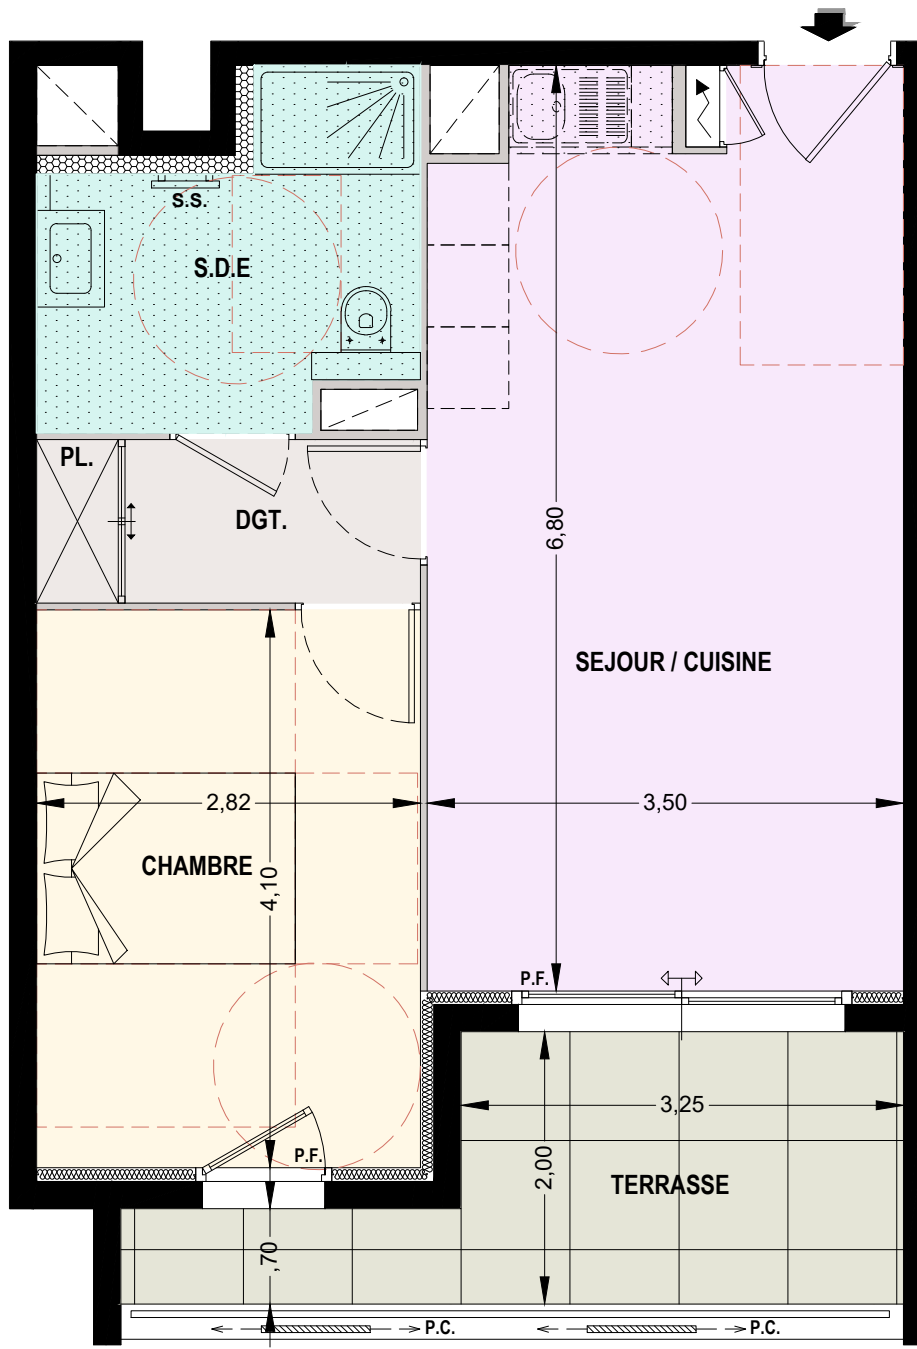 S.S.
S.D.E
PL.
DGT.
6,80
SEJOUR / CUISINE
2,82
3,50
CHAMBRE
4,10
P.F.
3,25
P.F.
2,00
TERRASSE
,70
P.C.
P.C.